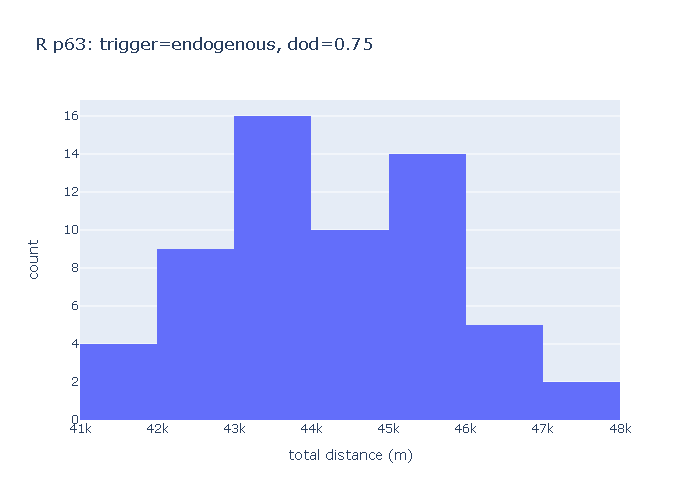 R p63: trigger=endogenous, dod=0.75
16
14
12
10
8
6
4
2
0
count
41k 42k 43k 44k 45k 46k 47k 48k
total distance (m)